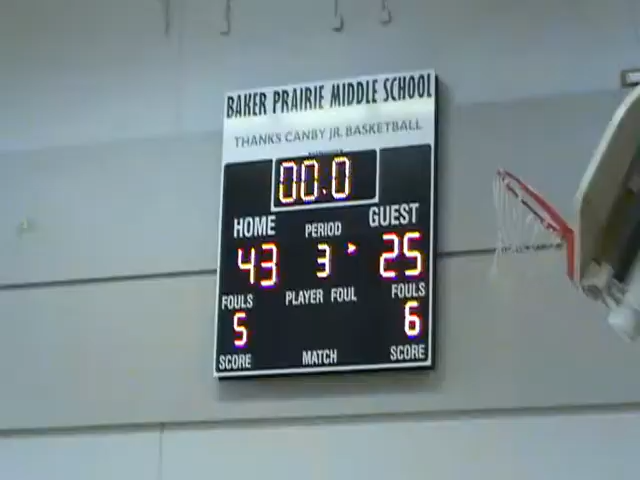 BAKER PRAIRIE MIDDLE SCHOOL
THANKS CANBY JR. BASKETBALL
00.0
HOME PERIOD GUEST
43 3 25
FOULS PLAYER FOUL FOULS
5 6
SCORE MATCH SCORE